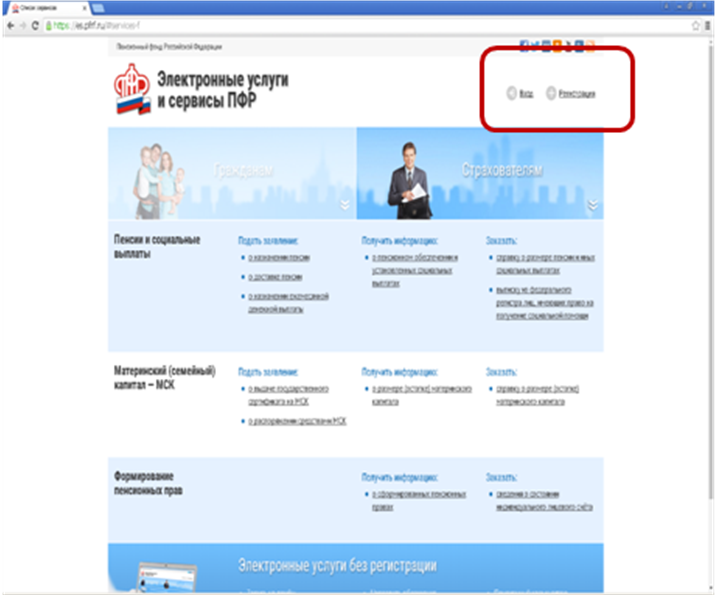 Список сервисов
https://es.pfrf.ru/#services-f
Пенсионный фонд Российской Федерации
Электронные услуги
и сервисы ПФР
Вход
Регистрация
Гражданам
Страхователям
Пенсии и социальные
выплаты
Подать заявление:
о назначении пенсии
о доставке пенсии
о назначении ежемесячной
денежной выплаты
Получить информацию:
о пенсионном обеспечении и
установленных социальных
выплатах
Заказать:
справку о размере пенсии и иных
социальных выплатах
выписку из федерального
регистра лиц, имеющих право на
получение социальной помощи
Материнский (семейный)
капитал – МСК
Подать заявление:
о выдаче государственного
сертификата на МСК
о распоряжении средствами МСК
Получить информацию:
о размере (остатке) материнского
капитала
Заказать:
справку о размере (остатке)
материнского капитала
Формирование
пенсионных прав
Получить информацию:
о сформированных пенсионных
правах
Заказать:
сведения о состоянии
индивидуального лицевого счёта
Электронные услуги без регистрации